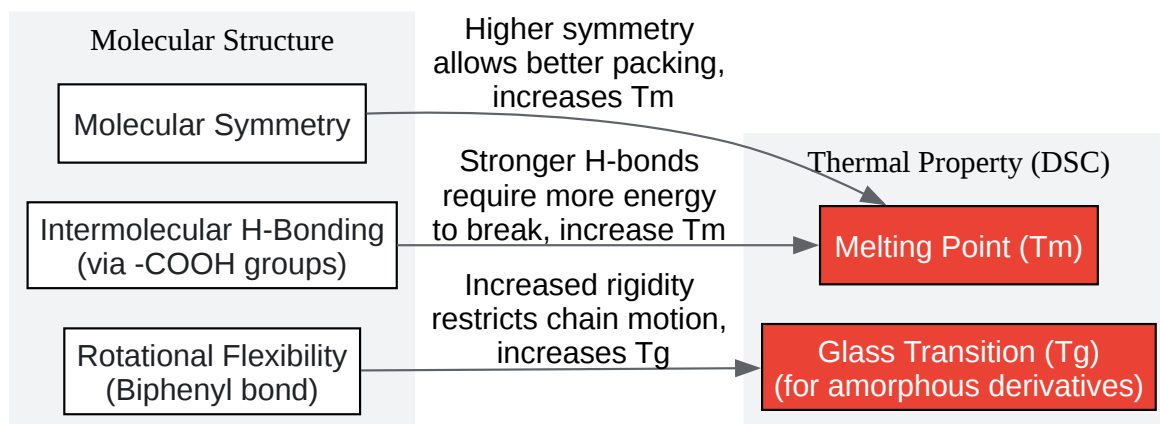 Molecular Structure
Molecular Symmetry
Intermolecular H-Bonding
(via -COOH groups)
Rotational Flexibility
(Biphenyl bond)
Higher symmetry
allows better packing,
increases Tm
Stronger H-bonds
require more energy
to break, increase Tm
Increased rigidity
restricts chain motion,
increases Tg
Thermal Property (DSC)
Melting Point (Tm)
Glass Transition (Tg)
(for amorphous derivatives)